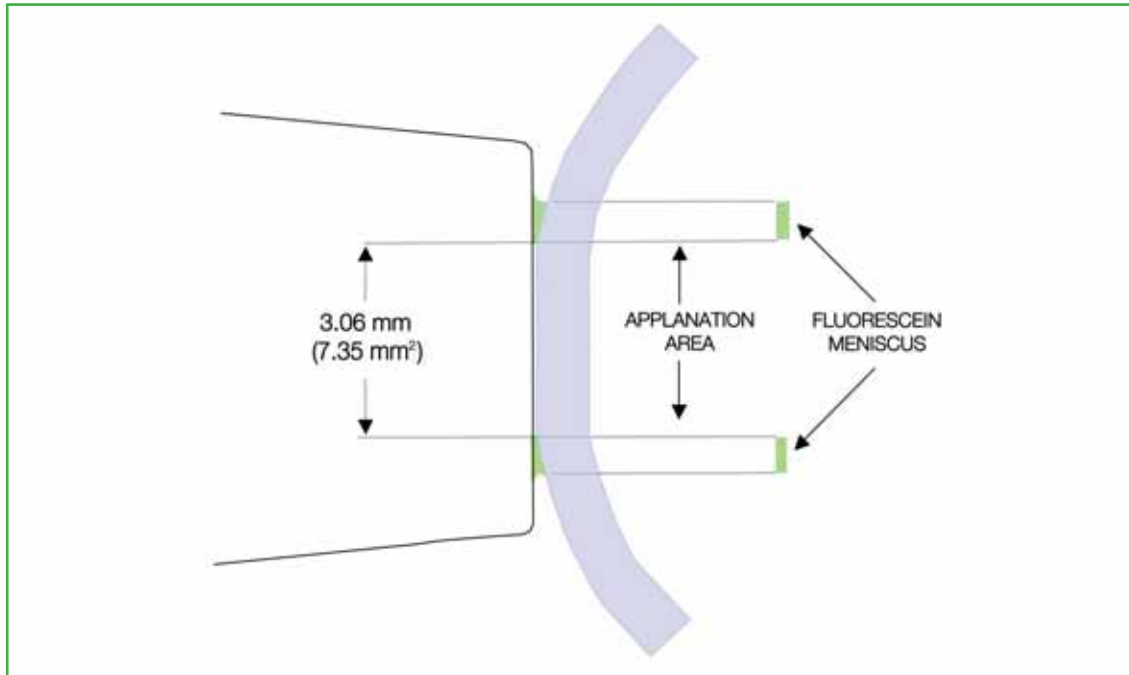 3.06 mm
(7.35 mm²)
APPLANATION
AREA
FLUORESCEIN
MENISCUS